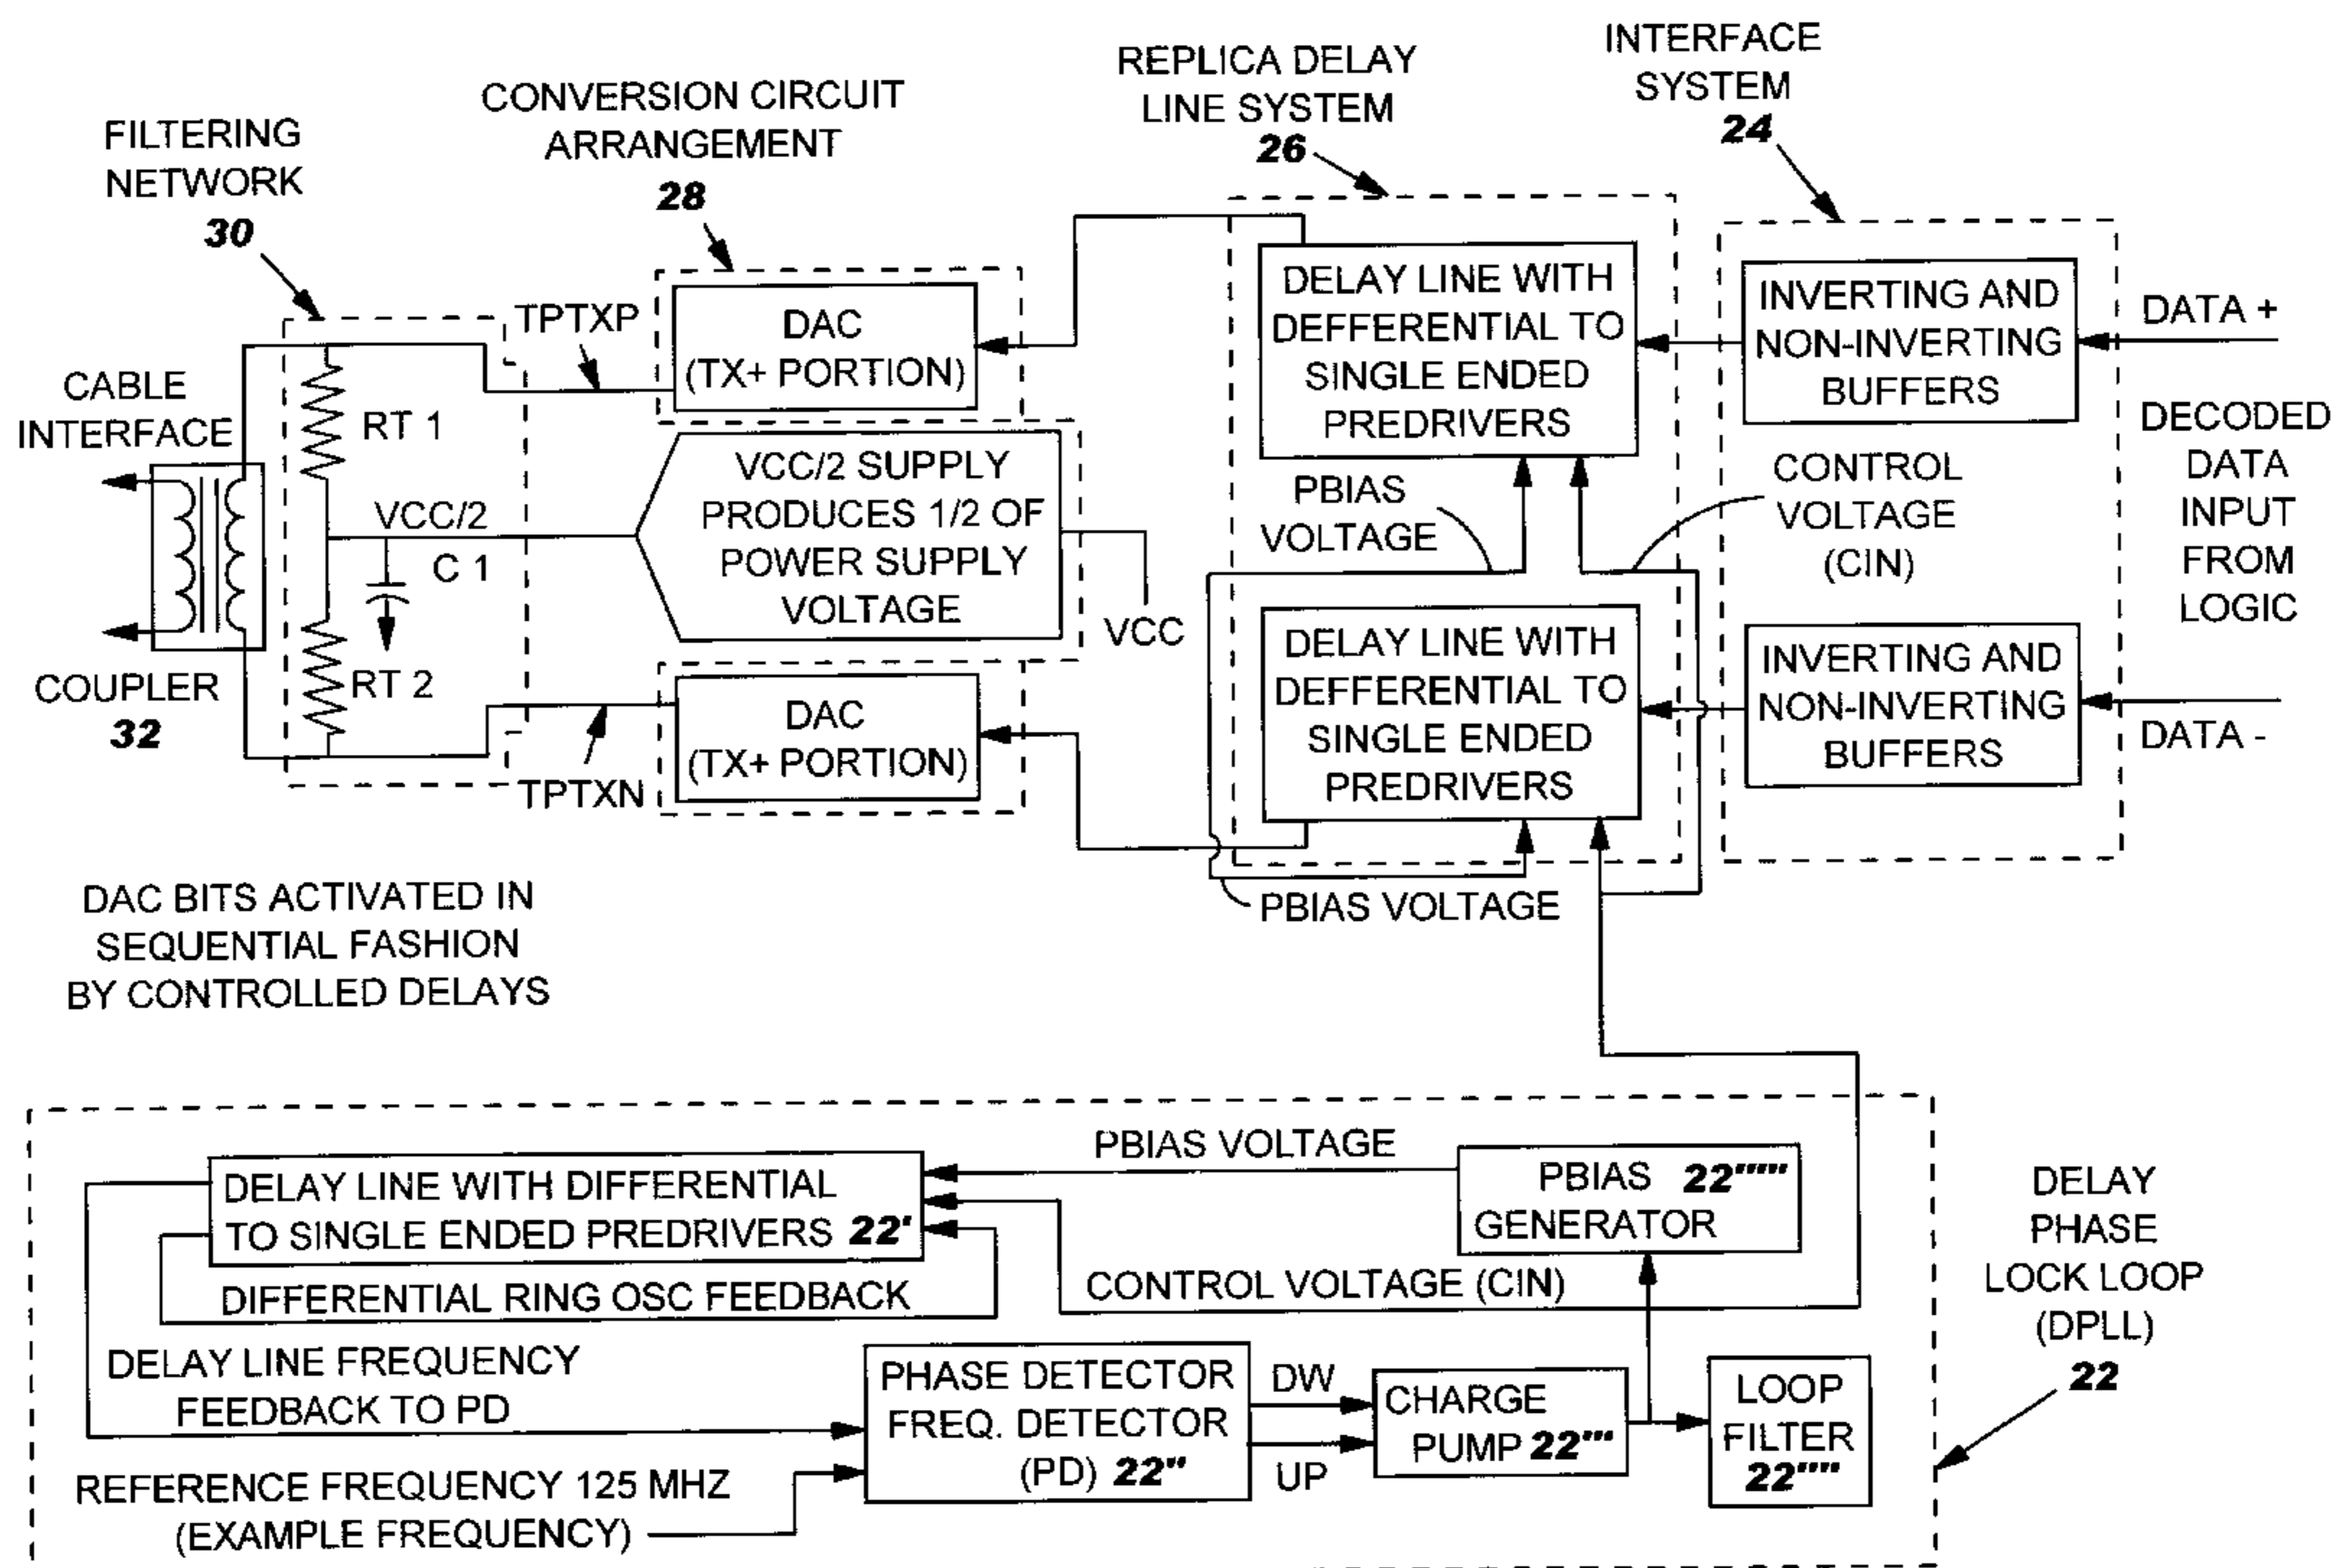 FILTERING
NETWORK
30
CONVERSION CIRCUIT
ARRANGEMENT
28
REPLICA DELAY
LINE SYSTEM
26
INTERFACE
SYSTEM
24
CABLE
INTERFACE
COUPLER
32
RT 1
VCC/2
C 1
RT 2
TPTXP
TPTXN
DAC
(TX+ PORTION)
VCC/2 SUPPLY
PRODUCES 1/2 OF
POWER SUPPLY
VOLTAGE
VCC
DAC
(TX+ PORTION)
DELAY LINE WITH
DEFFERENTIAL TO
SINGLE ENDED
PREDRIVERS
PBIAS
VOLTAGE
DELAY LINE WITH
DEFFERENTIAL TO
SINGLE ENDED
PREDRIVERS
PBIAS VOLTAGE
INVERTING AND
NON-INVERTING
BUFFERS
CONTROL
VOLTAGE
(CIN)
INVERTING AND
NON-INVERTING
BUFFERS
DATA +
DECODED
DATA
INPUT
FROM
LOGIC
DATA -
DAC BITS ACTIVATED IN
SEQUENTIAL FASHION
BY CONTROLLED DELAYS
DELAY LINE WITH DIFFERENTIAL
TO SINGLE ENDED PREDRIVERS 22'
DIFFERENTIAL RING OSC FEEDBACK
PBIAS VOLTAGE
PBIAS 22'''''
GENERATOR
CONTROL VOLTAGE (CIN)
DELAY LINE FREQUENCY
FEEDBACK TO PD
REFERENCE FREQUENCY 125 MHZ
(EXAMPLE FREQUENCY)
PHASE DETECTOR
FREQ. DETECTOR
(PD) 22''
DW
UP
CHARGE
PUMP 22'''
LOOP
FILTER
22''''
DELAY
PHASE
LOCK LOOP
(DPLL)
22